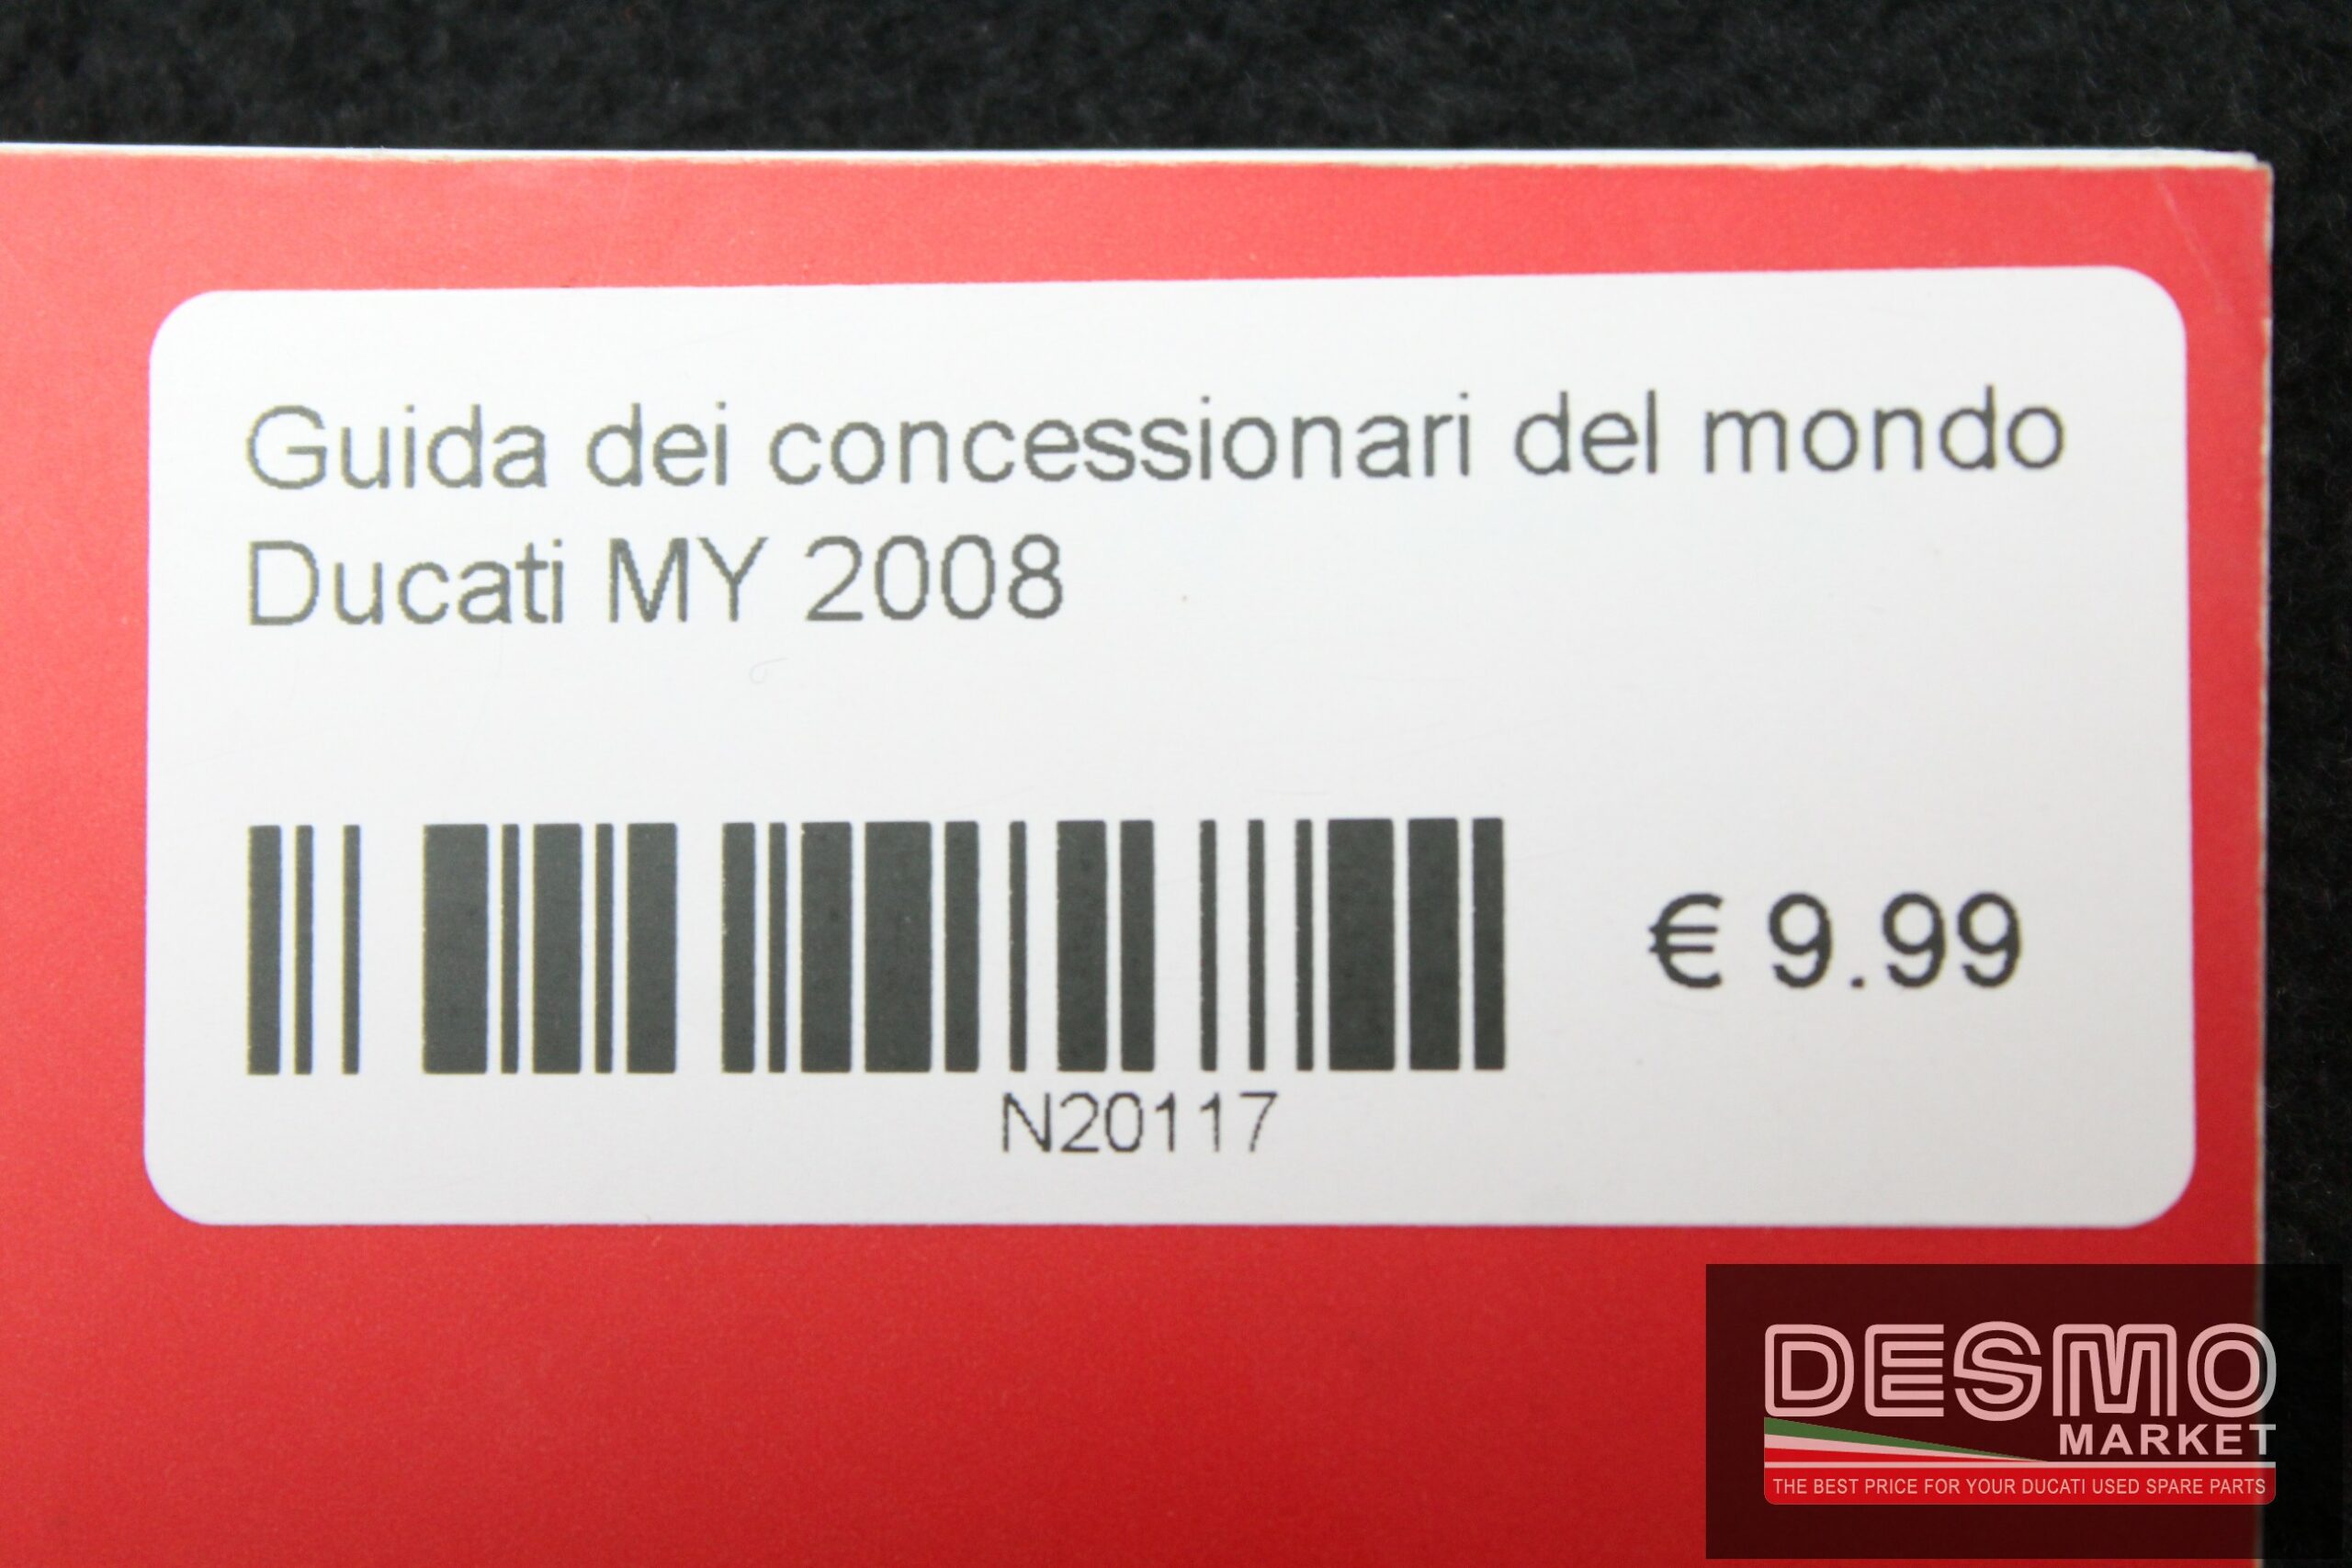 Guida dei concessionari del mondo
Ducati MY 2008
€ 9.99
N20117
DESMO
MARKET
THE BEST PRICE FOR YOUR DUCATI USED SPARE PARTS